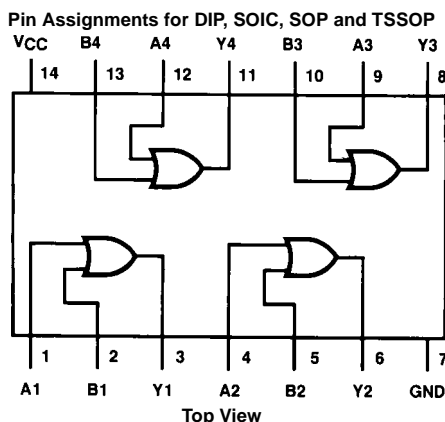 Pin Assignments for DIP, SOIC, SOP and TSSOP
VCC B4 A4 Y4 B3 A3 Y3
14 13 12 11 10 9 8
1 2 3 4 5 6 7
A1 B1 Y1 A2 B2 Y2 GND
Top View